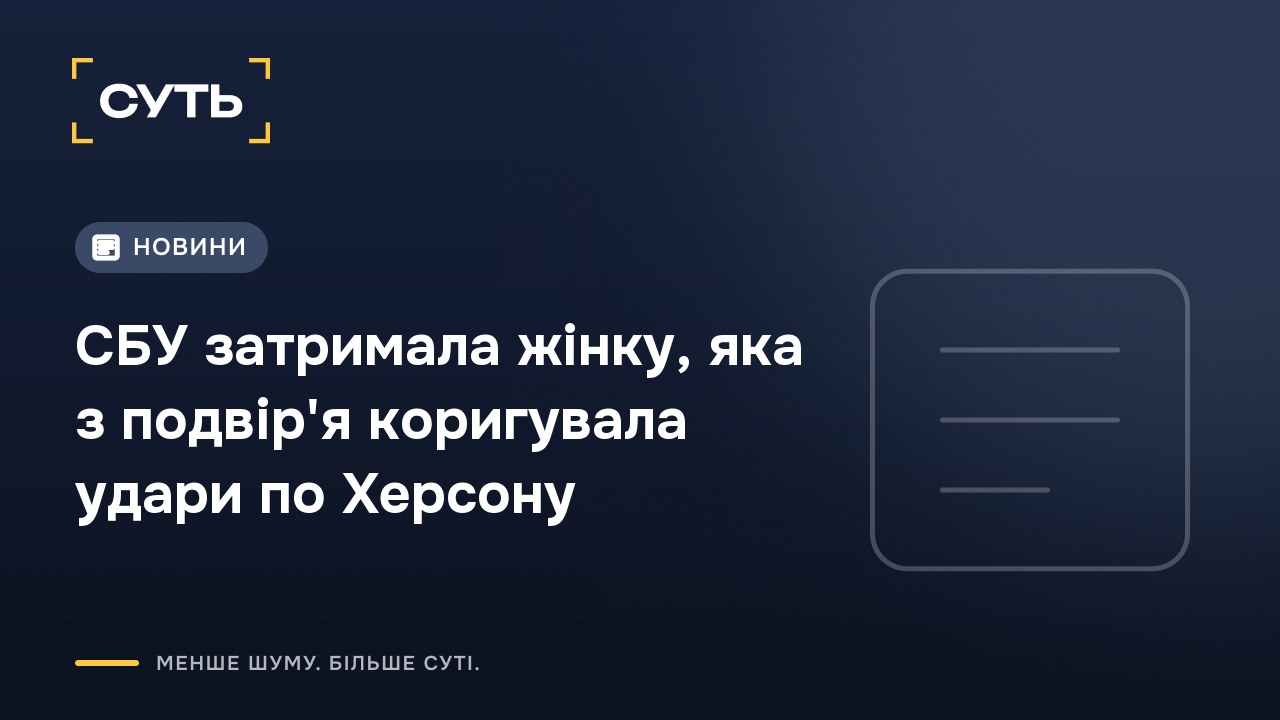 СУТЬ
НОВИНИ
СБУ затримала жінку, яка
з подвір'я коригувала
удари по Херсону
МЕНШЕ ШУМУ. БІЛЬШЕ СУТІ.